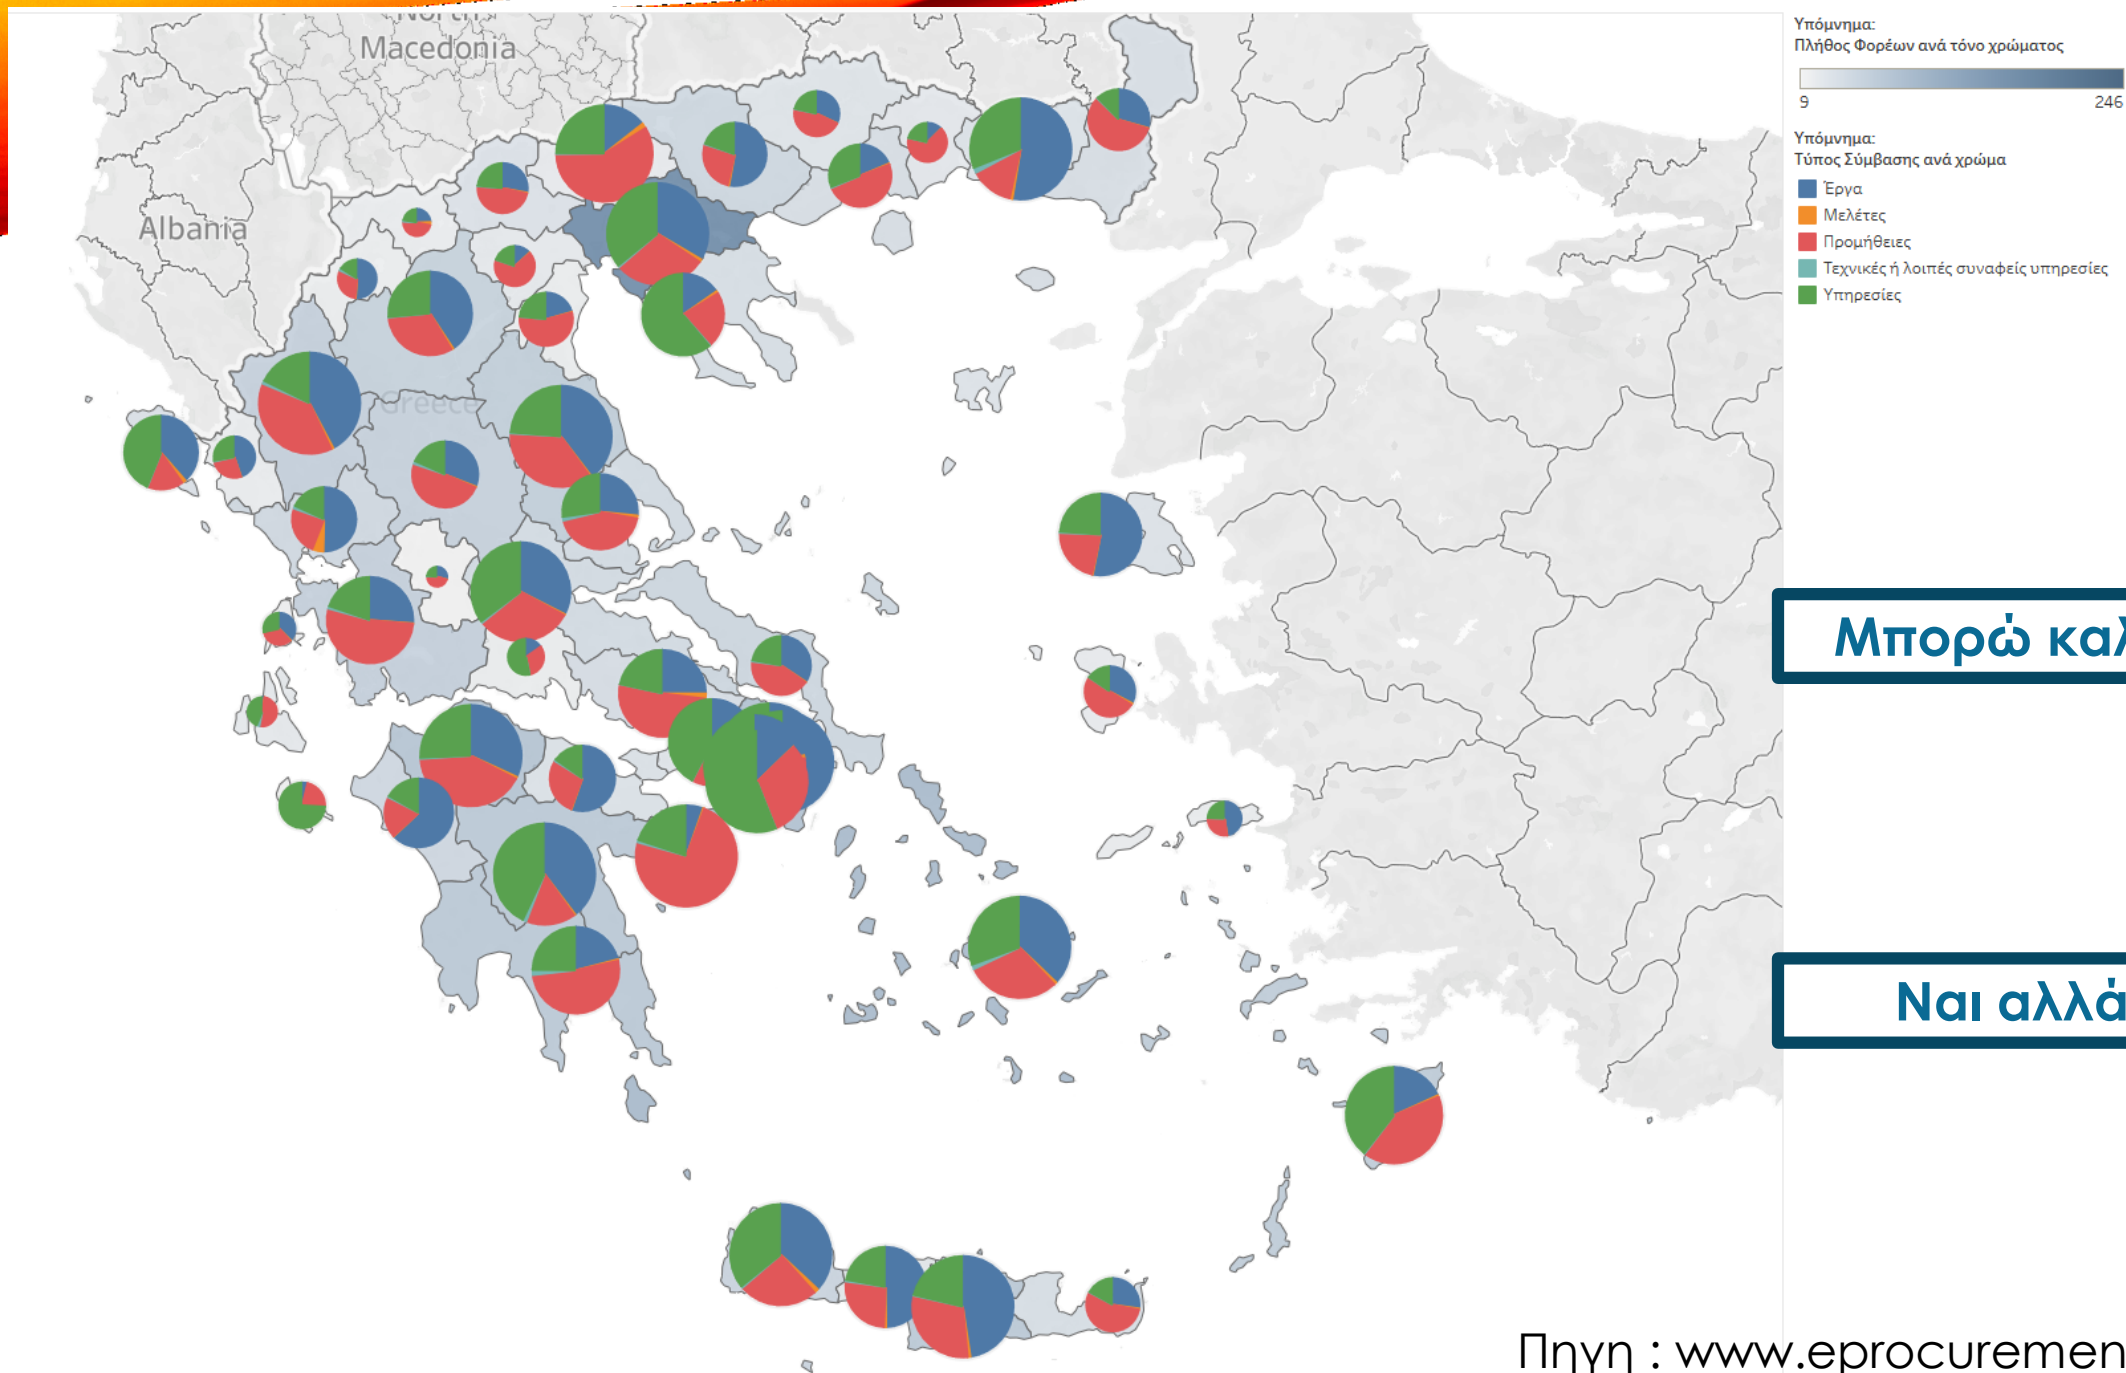 North
Macedonia
Albania
Greece
Υπόμνημα:
Πλήθος Φορέων ανά τόνο χρώματος
9 246
Υπόμνημα:
Τύπος Σύμβασης ανά χρώμα
Έργα
Μελέτες
Προμήθειες
Τεχνικές ή λοιπές συναφείς υπηρεσίες
Υπηρεσίες
Μπορώ καλ
Ναι αλλά
Πηγη : www.eprocuremen